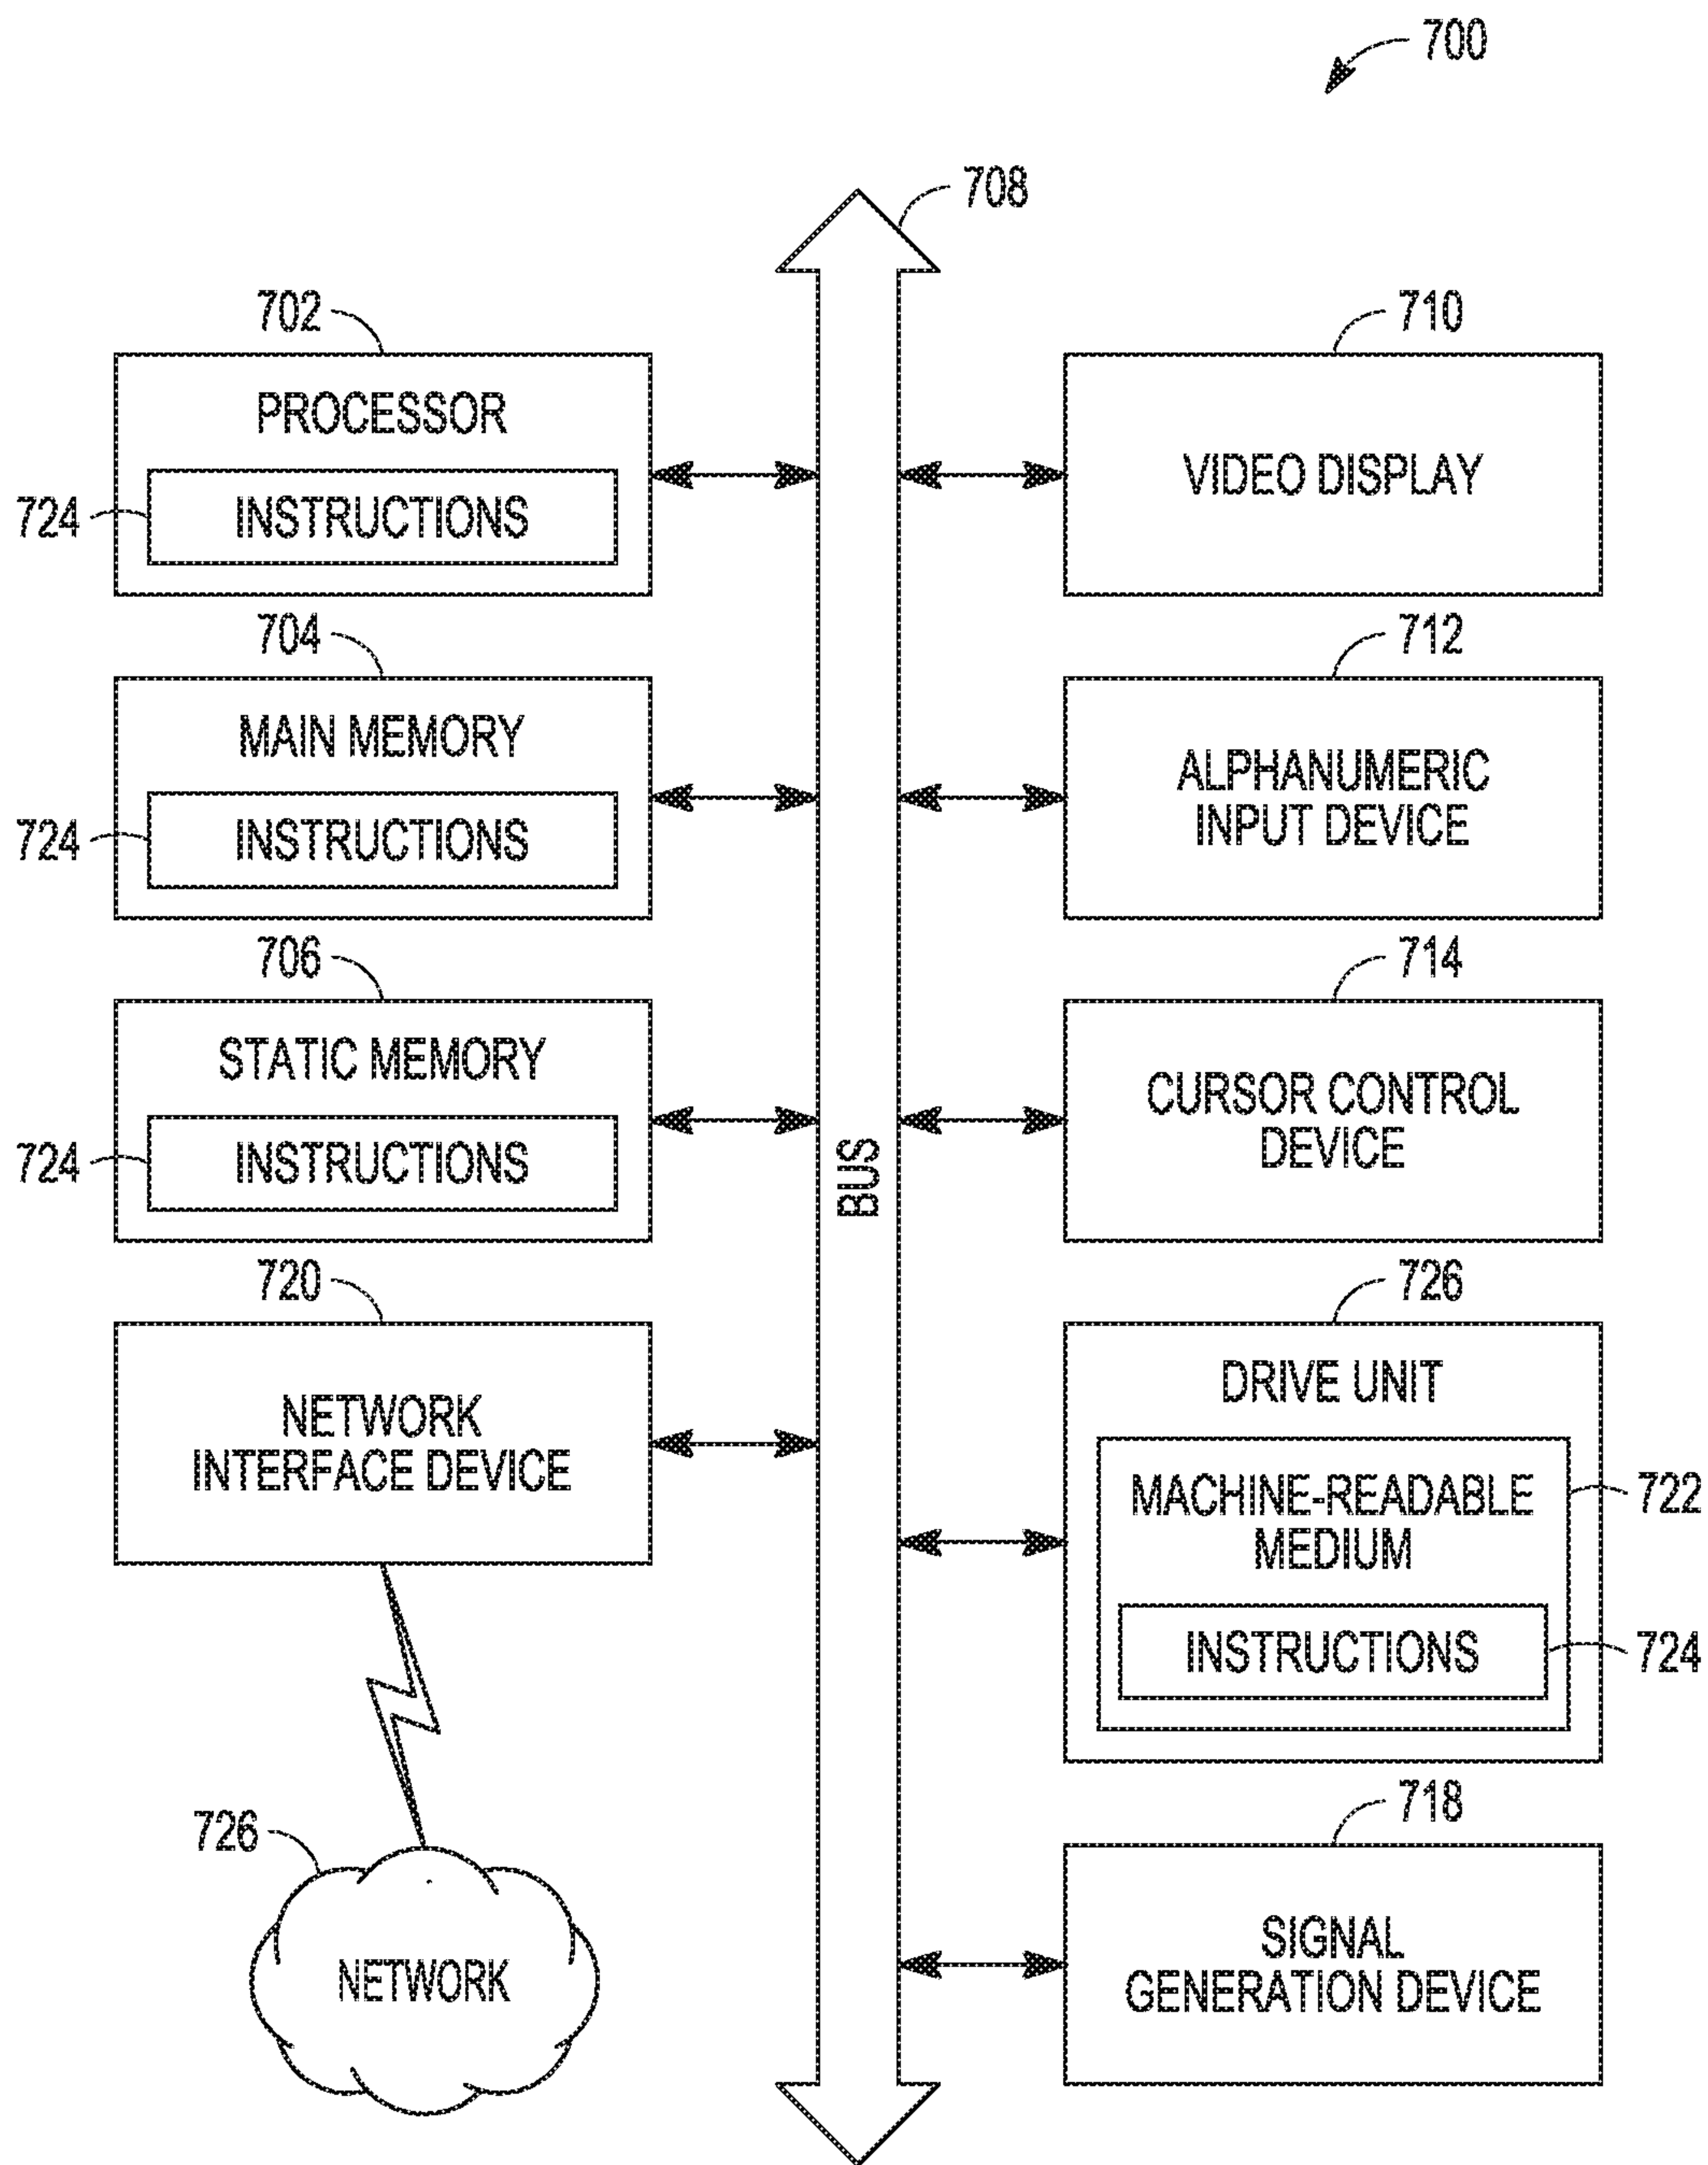 700
708
702
PROCESSOR
724
INSTRUCTIONS
704
MAIN MEMORY
724
INSTRUCTIONS
706
STATIC MEMORY
724
INSTRUCTIONS
720
NETWORK
INTERFACE DEVICE
726
NETWORK
BUS
710
VIDEO DISPLAY
712
ALPHANUMERIC
INPUT DEVICE
714
CURSOR CONTROL
DEVICE
726
DRIVE UNIT
MACHINE-READABLE
MEDIUM
722
INSTRUCTIONS
724
718
SIGNAL
GENERATION DEVICE